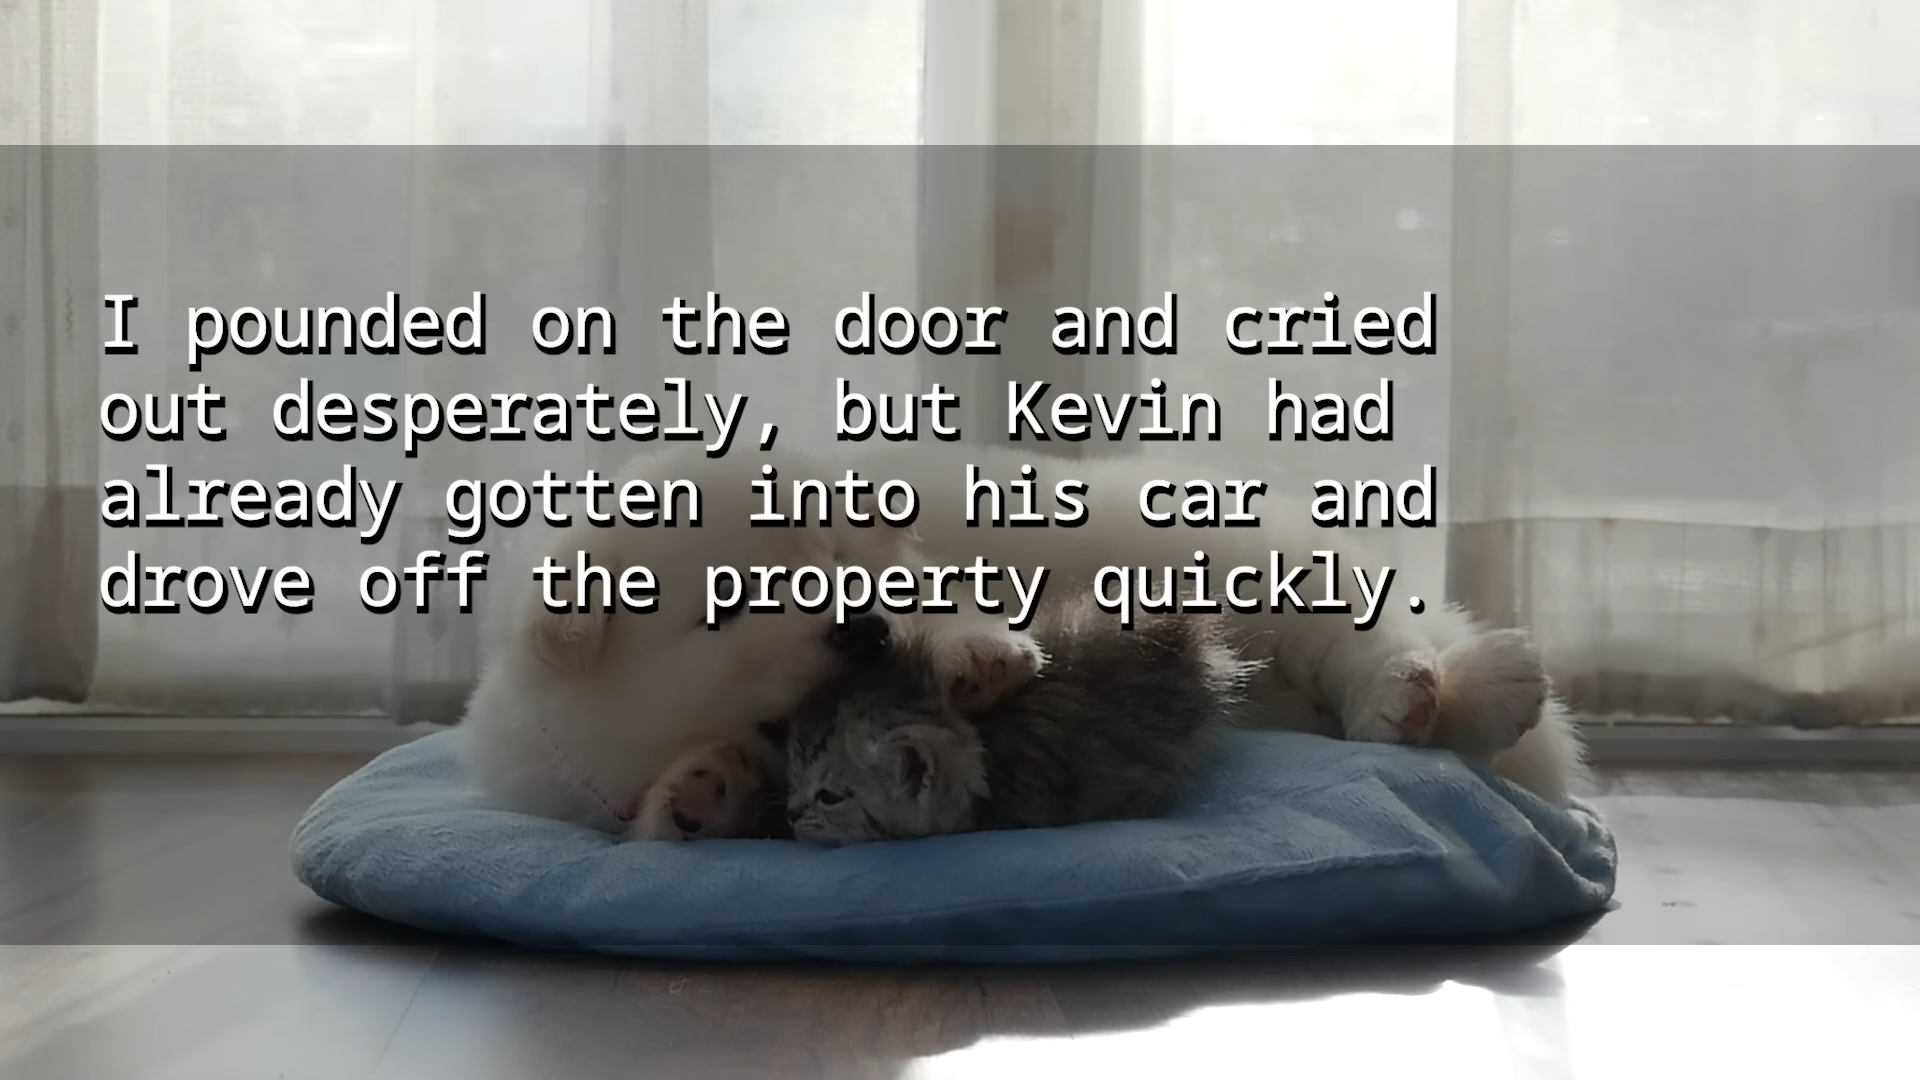 I pounded on the door and cried
out desperately, but Kevin had
already gotten into his car and
drove off the property quickly.